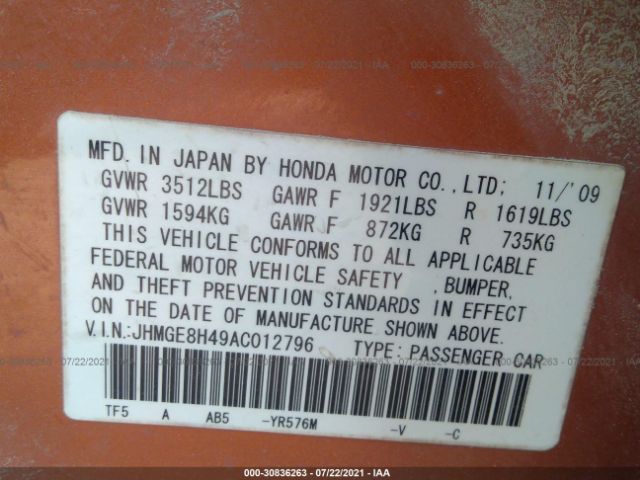 MFD. IN JAPAN BY HONDA MOTOR CO.,LTD; 11/'09
GVWR 3512LBS GAWR F 1921LBS R 1619LBS
GVWR 1594KG GAWR F 872KG R 735KG
THIS VEHICLE CONFORMS TO ALL APPLICABLE
FEDERAL MOTOR VEHICLE SAFETY ,BUMPER,
AND THEFT PREVENTION STANDARDS IN EFFECT
ON THE DATE OF MANUFACTURE SHOWN ABOVE.
V.I.N.:JHMGE8H49AC012796 TYPE:PASSENGER CAR
TF5 A AB5 -YR576M -V -C
000-30836263 - 07/22/2021 - IAA